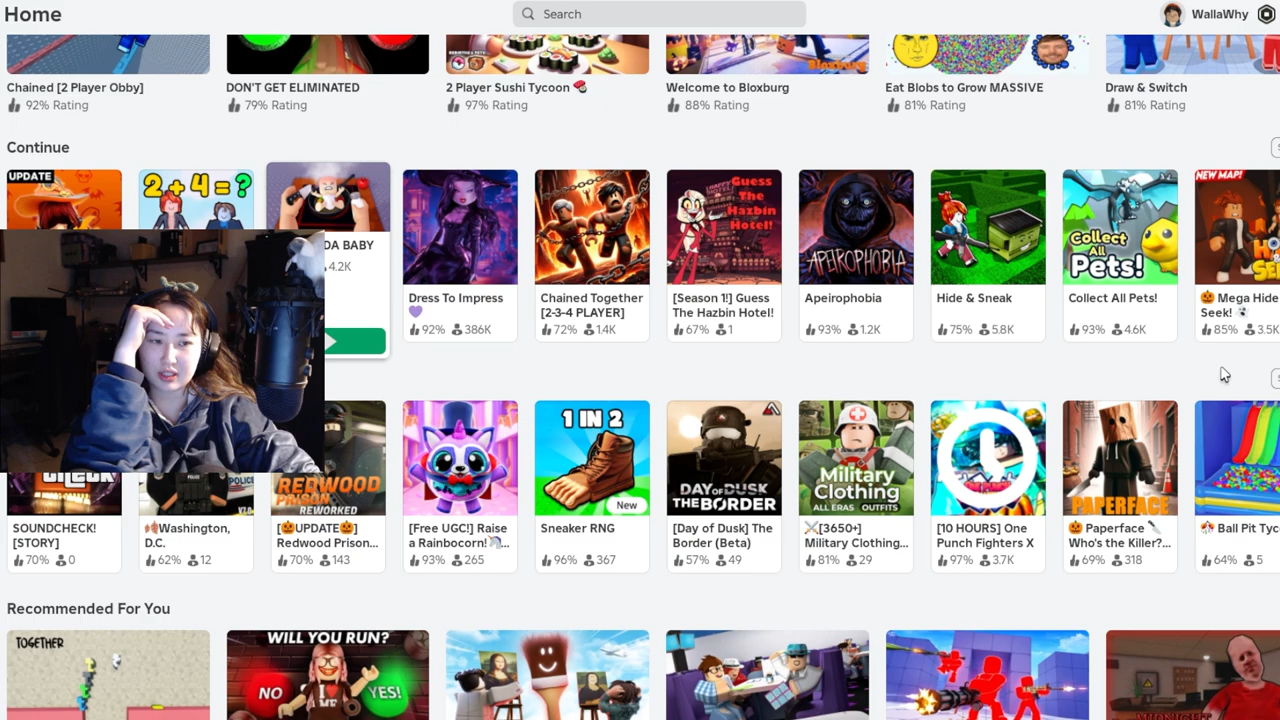 Home
Search
WallaWhy
Chained [2 Player Obby]
92% Rating
DON'T GET ELIMINATED
79% Rating
2 Player Sushi Tycoon
97% Rating
Bloxburg
Welcome to Bloxburg
88% Rating
Eat Blobs to Grow MASSIVE
81% Rating
Draw & Switch
81% Rating
Continue
UPDATE
2+4=?
DA BABY
4.2K
Dress To Impress
92% 386K
Chained Together
[2-3-4 PLAYER]
72% 14K
Guess
The
Hazbin
Hotel!
[Season 1!] Guess
The Hazbin Hotel!
67% 1
APEIROPHOBIA
Apeirophobia
93% 1.2K
Hide & Sneak
75% 5.8K
Collect
All
Pets!
Collect All Pets!
93% 4.6K
NEW MAP!
🎃 Mega Hide
Seek!
85% 3.5K
SOUNDCHECK!
[STORY]
70% 0
POLICE
V1.0
Washington,
D.C.
62% 12
REDWOOD
PRISON
REWORKED
[🎃UPDATE🎃]
Redwood Prison...
70% 143
[Free UGC!] Raise
a Rainbocorn!🦄...
93% 265
1 IN 2
New
Sneaker RNG
96% 367
DAY OF DUSK
THE BORDER
[Day of Dusk] The
Border (Beta)
57% 49
Military
Clothing
ALL ERAS OUTFITS
⚔️[3650+]
Military Clothing...
81% 29
[10 HOURS] One
Punch Fighters X
97% 3.7K
PAPERFACE
🎃 Paperface 🔪
Who's the Killer?...
69% 318
Ball Pit Tyc
64% 5
Recommended For You
TOGETHER
WILL YOU RUN?
NO
I
ME
YES!